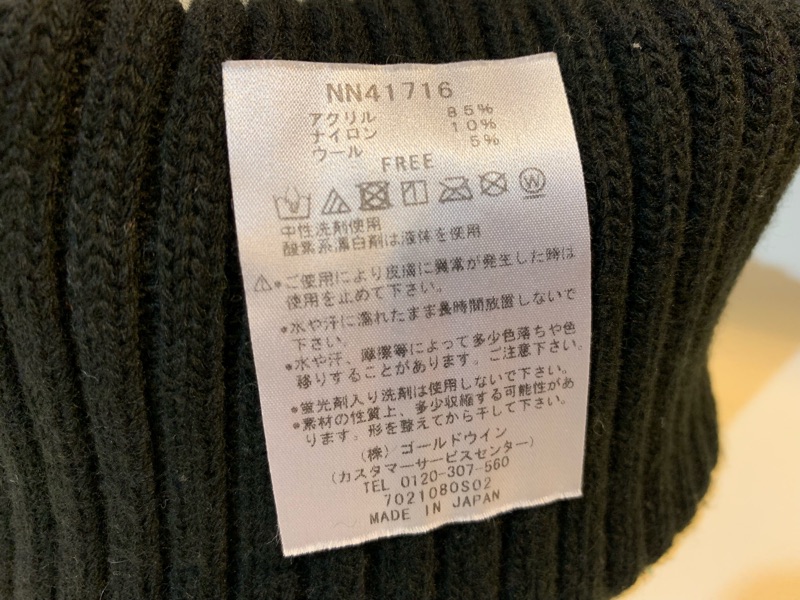 NN41716
アクリル 85%
ナイロン 10%
ウール 5%
FREE
中性洗剤使用
酸素系漂白剤は液体を使用
⚠●ご使用により皮膚に異常が発生した時は
使用を止めて下さい。
●水や汗に濡れたまま長時間放置しないで
下さい。
●水や汗、摩擦等によって多少色落ちや色
移りすることがあります。ご注意下さい。
●蛍光剤入り洗剤は使用しないで下さい。
●素材の性質上、多少収縮する可能性があ
ります。形を整えてから干して下さい。
(株)ゴールドウイン
(カスタマーサービスセンター)
TEL 0120-307-560
7021080S02
MADE IN JAPAN